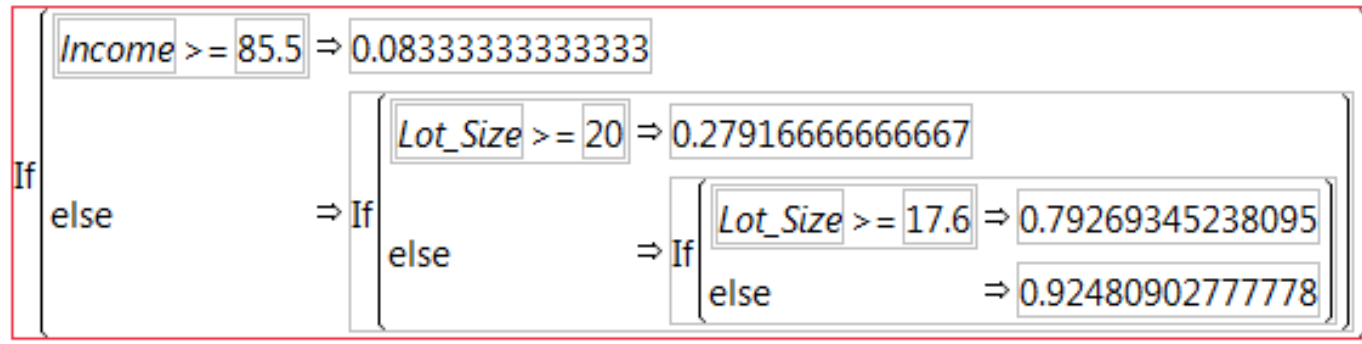 Income >= 85.5 ⇒ 0.08333333333333
Lot_Size >= 20 ⇒ 0.27916666666667
If
else ⇒ If
Lot_Size >= 17.6 ⇒ 0.79269345238095
else ⇒ If
else ⇒ 0.92480902777778